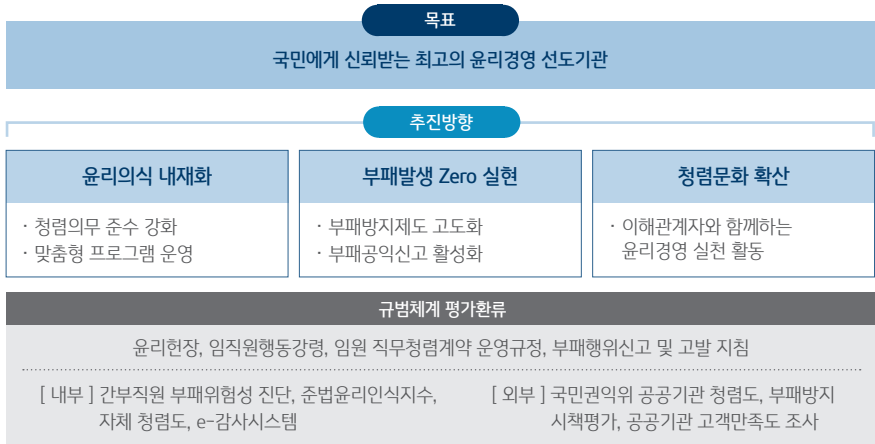 목표
국민에게 신뢰받는 최고의 윤리경영 선도기관
추진방향
윤리의식 내재화
· 청렴의무 준수 강화
· 맞춤형 프로그램 운영
부패발생 Zero 실현
· 부패방지제도 고도화
· 부패공익신고 활성화
청렴문화 확산
· 이해관계자와 함께하는
윤리경영 실천 활동
규범체계 평가환류
윤리헌장, 임직원행동강령, 임원 직무청렴계약 운영규정, 부패행위신고 및 고발 지침
[ 내부 ] 간부직원 부패위험성 진단, 준법윤리인식지수,
자체 청렴도, e-감사시스템
[ 외부 ] 국민권익위 공공기관 청렴도, 부패방지
시책평가, 공공기관 고객만족도 조사